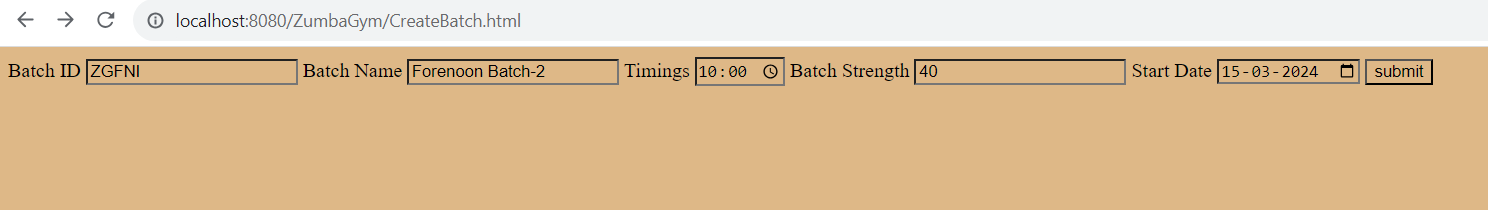 localhost:8080/ZumbaGym/CreateBatch.html
Batch ID ZGFNI Batch Name Forenoon Batch-2 Timings 10:00 Batch Strength 40 Start Date 15-03-2024 submit